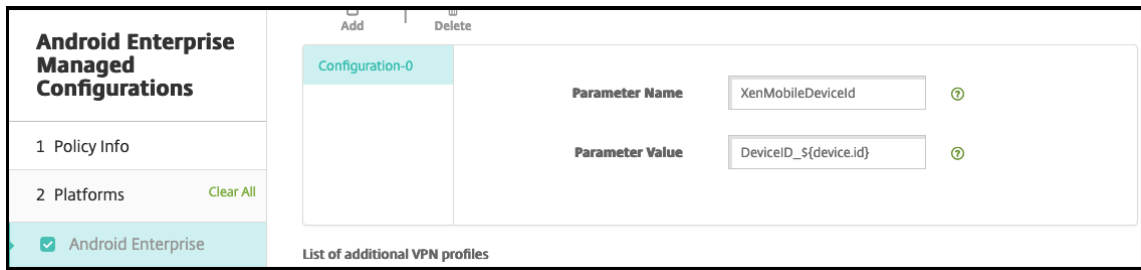 Add
Delete
Android Enterprise
Managed
Configurations
1 Policy Info
2 Platforms
Clear All
Android Enterprise
Configuration-0
Parameter Name
XenMobileDeviceId
Parameter Value
DeviceID_${device.id}
List of additional VPN profiles